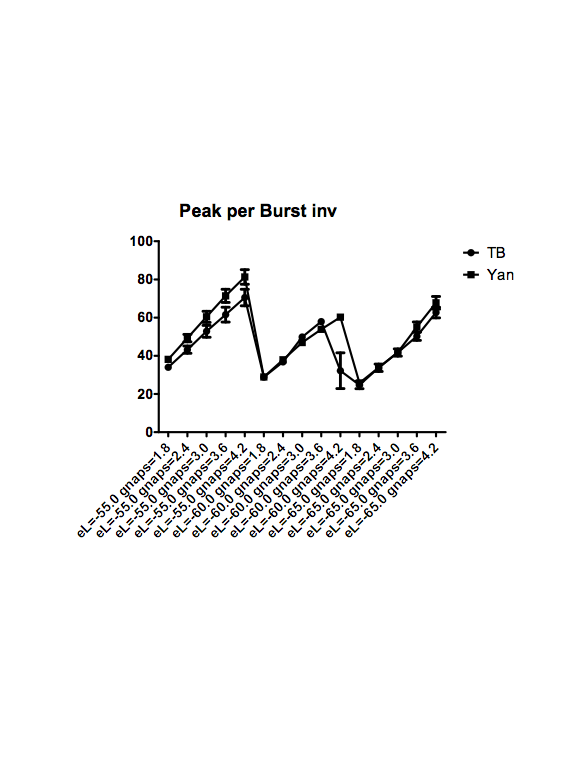 Peak per Burst inv
100
80
60
40
20
0
TB
Yan
eL=-55.0 gnaps=1.8
eL=-55.0 gnaps=2.4
eL=-55.0 gnaps=3.0
eL=-55.0 gnaps=3.6
eL=-55.0 gnaps=4.2
eL=-60.0 gnaps=1.8
eL=-60.0 gnaps=2.4
eL=-60.0 gnaps=3.0
eL=-60.0 gnaps=3.6
eL=-60.0 gnaps=4.2
eL=-65.0 gnaps=1.8
eL=-65.0 gnaps=2.4
eL=-65.0 gnaps=3.0
eL=-65.0 gnaps=3.6
eL=-65.0 gnaps=4.2